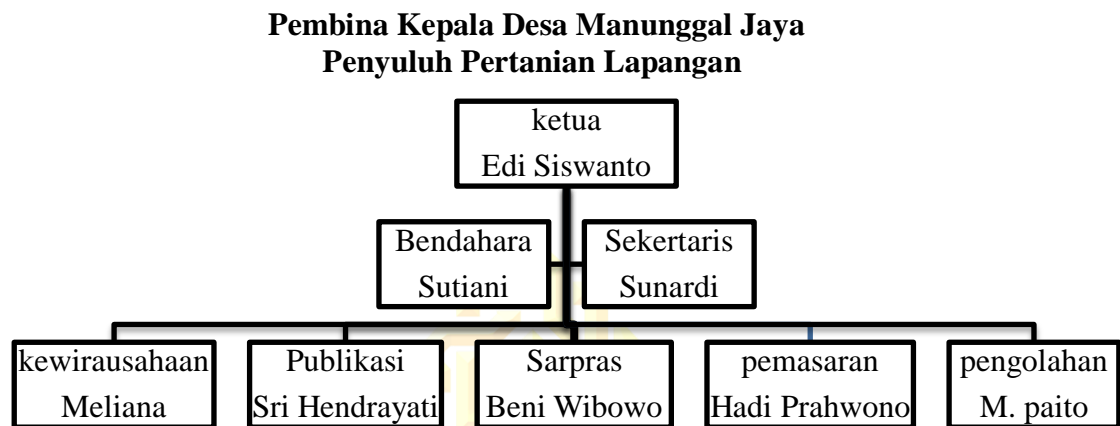 Pembina Kepala Desa Manunggal Jaya
Penyuluh Pertanian Lapangan
ketua
Edi Siswanto
Bendahara
Sutiani
Sekertaris
Sunardi
kewirausahaan
Meliana
Publikasi
Sri Hendrayati
Sarpras
Beni Wibowo
pemasaran
Hadi Prahwono
pengolahan
M. paito